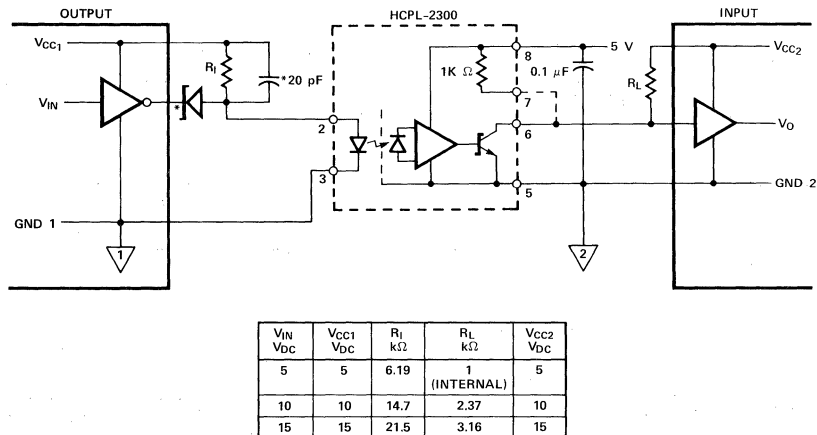 OUTPUT
HCPL-2300
INPUT
VCC1
RI
*20 pF
VIN
*
2
3
GND 1
1
1K Ω
8
7
6
5
5 V
0.1 μF
2
RL
VCC2
VO
GND 2
VIN VDC VCC1 VDC RI kΩ RL kΩ VCC2 VDC
5 5 6.19 1 (INTERNAL) 5
10 10 14.7 2.37 10
15 15 21.5 3.16 15